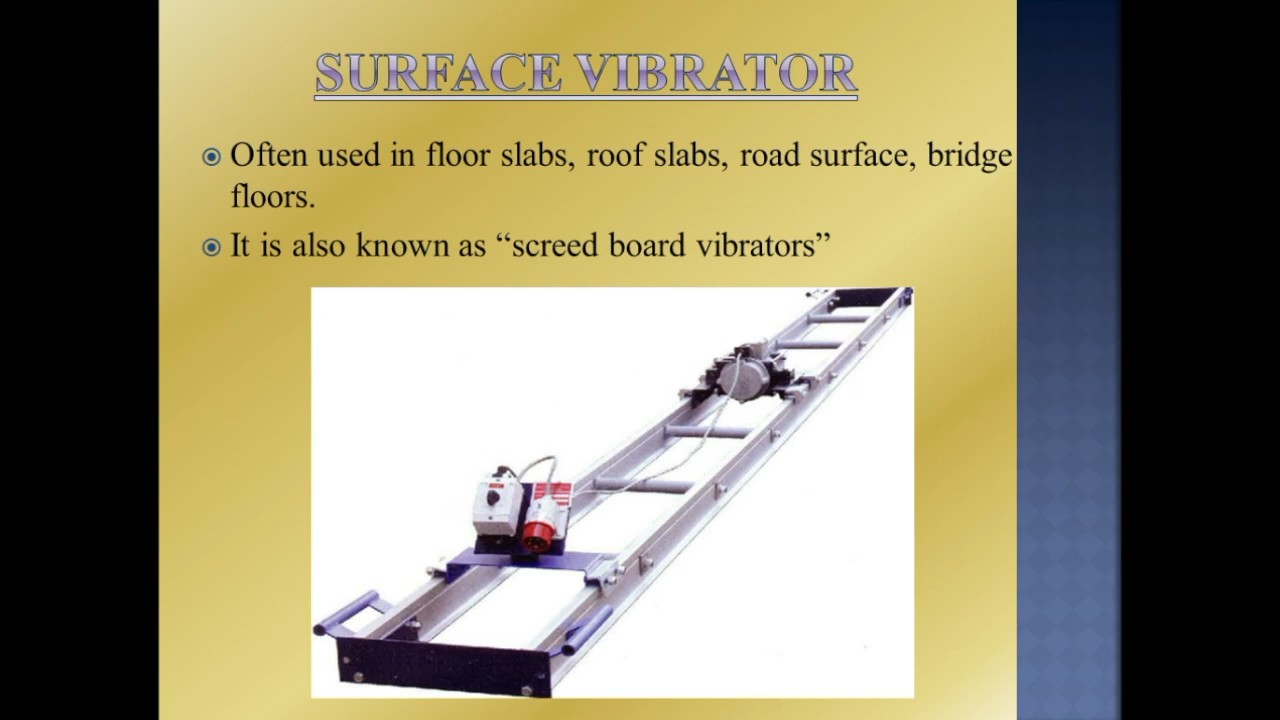 SURFACE VIBRATOR
Often used in floor slabs, roof slabs, road surface, bridge
floors.
It is also known as “screed board vibrators”